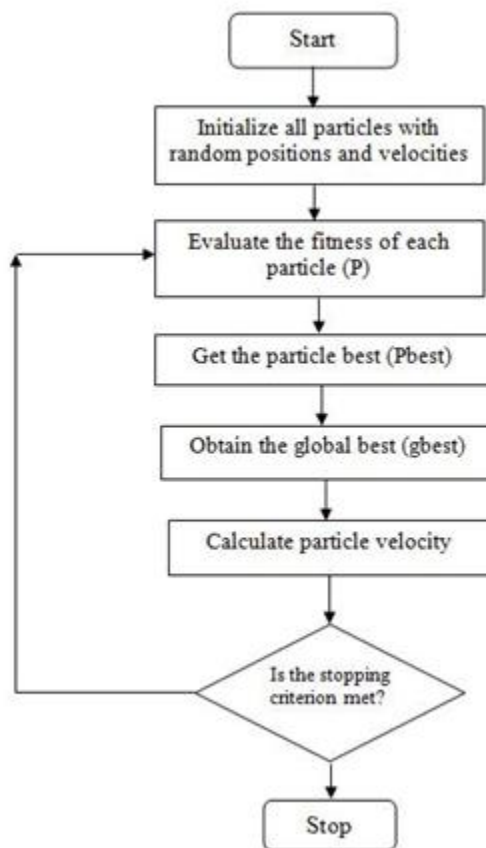 Start
Initialize all particles with
random positions and velocities
Evaluate the fitness of each
particle (P)
Get the particle best (Pbest)
Obtain the global best (gbest)
Calculate particle velocity
Is the stopping
criterion met?
Stop